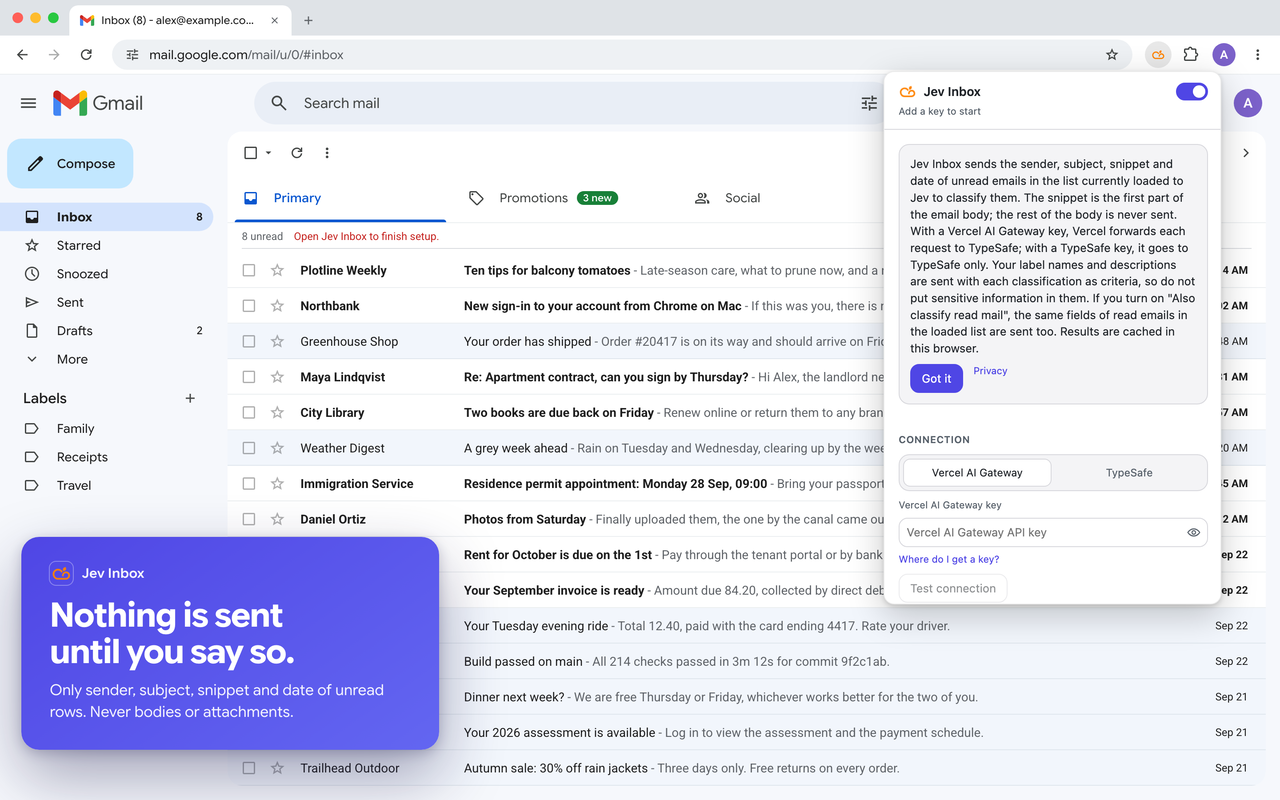 Inbox (8) - alex@example.co...
mail.google.com/mail/u/0/#inbox
A
Gmail
Search mail
A
Compose
Inbox 8
Starred
Snoozed
Sent
Drafts 2
More
Labels
Family
Receipts
Travel
Primary
Promotions 3 new
Social
8 unread Open Jev Inbox to finish setup.
Plotline Weekly Ten tips for balcony tomatoes - Late-season care, what to prune now, and a 4 AM
Northbank New sign-in to your account from Chrome on Mac - If this was you, there is 02 AM
Greenhouse Shop Your order has shipped - Order #20417 is on its way and should arrive on 48 AM
Maya Lindqvist Re: Apartment contract, can you sign by Thursday? - Hi Alex, the landlord 31 AM
City Library Two books are due back on Friday - Renew online or return them to any 57 AM
Weather Digest A grey week ahead - Rain on Tuesday and Wednesday, clearing up by the 20 AM
Immigration Service Residence permit appointment: Monday 28 Sep, 09:00 - Bring your passport 45 AM
Daniel Ortiz Photos from Saturday - Finally uploaded them, the one by the canal came 2 AM
Rent for October is due on the 1st - Pay through the tenant portal or by bank ep 22
Your September invoice is ready - Amount due 84.20, collected by direct ep 22
Your Tuesday evening ride - Total 12.40, paid with the card ending 4417. Rate your driver. Sep 22
Build passed on main - All 214 checks passed in 3m 12s for commit 9f2c1ab. Sep 22
Dinner next week? - We are free Thursday or Friday, whichever works better for the two of you. Sep 21
Your 2026 assessment is available - Log in to view the assessment and the payment schedule. Sep 21
Trailhead Outdoor Autumn sale: 30% off rain jackets - Three days only. Free returns on every order. Sep 21
Jev Inbox
Add a key to start
Jev Inbox sends the sender, subject, snippet and
date of unread emails in the list currently loaded to
Jev to classify them. The snippet is the first part of
the email body; the rest of the body is never sent.
With a Vercel AI Gateway key, Vercel forwards each
request to TypeSafe; with a TypeSafe key, it goes to
TypeSafe only. Your label names and descriptions
are sent with each classification as criteria, so do not
put sensitive information in them. If you turn on "Also
classify read mail", the same fields of read emails in
the loaded list are sent too. Results are cached in
this browser.
Got it Privacy
CONNECTION
Vercel AI Gateway TypeSafe
Vercel AI Gateway key
Vercel AI Gateway API key
Where do I get a key?
Test connection
Jev Inbox
Nothing is sent
until you say so.
Only sender, subject, snippet and date of unread
rows. Never bodies or attachments.